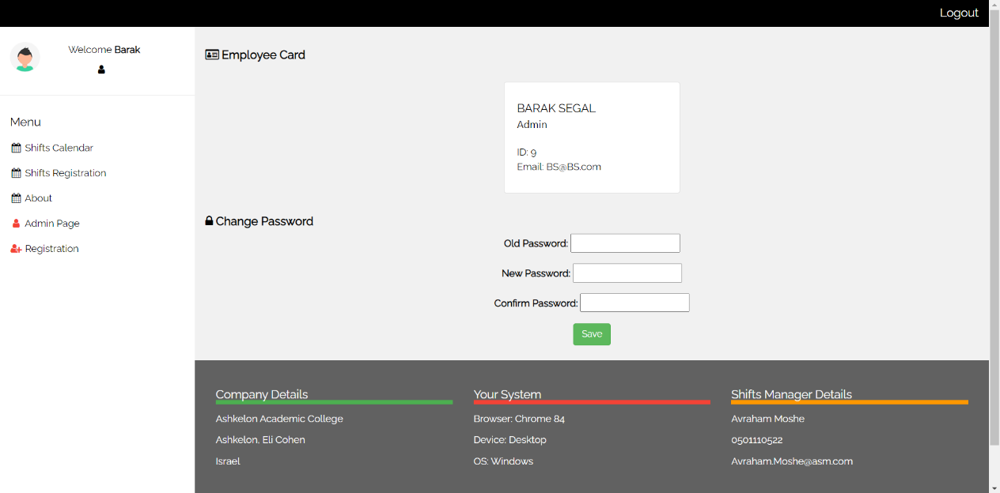 Logout
Welcome Barak
Menu
Shifts Calendar
Shifts Registration
About
Admin Page
Registration
Employee Card
BARAK SEGAL
Admin
ID: 9
Email: BS@BS.com
Change Password
Old Password:
New Password:
Confirm Password:
Save
Company Details
Ashkelon Academic College
Ashkelon, Eli Cohen
Israel
Your System
Browser: Chrome 84
Device: Desktop
OS: Windows
Shifts Manager Details
Avraham Moshe
0501110522
Avraham.Moshe@asm.com